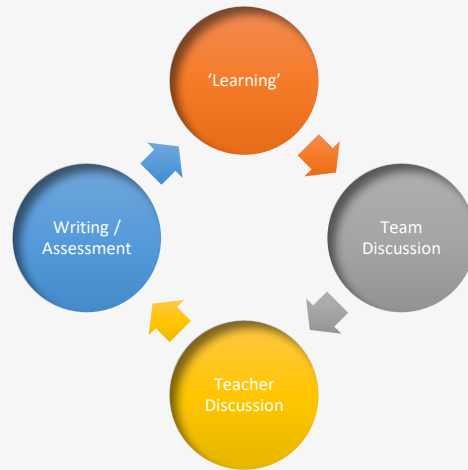 ‘Learning’
Team
Discussion
Teacher
Discussion
Writing /
Assessment